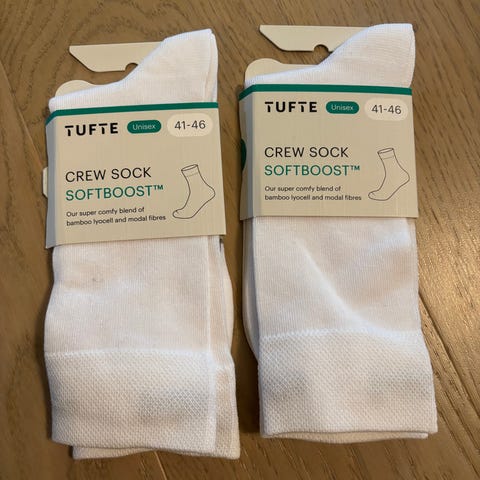 TUFTE Unisex 41-46
CREW SOCK
SOFTBOOST™
Our super comfy blend of
bamboo lyocell and modal fibres
TUFTE Unisex 41-46
CREW SOCK
SOFTBOOST™
Our super comfy blend of
bamboo lyocell and modal fibres